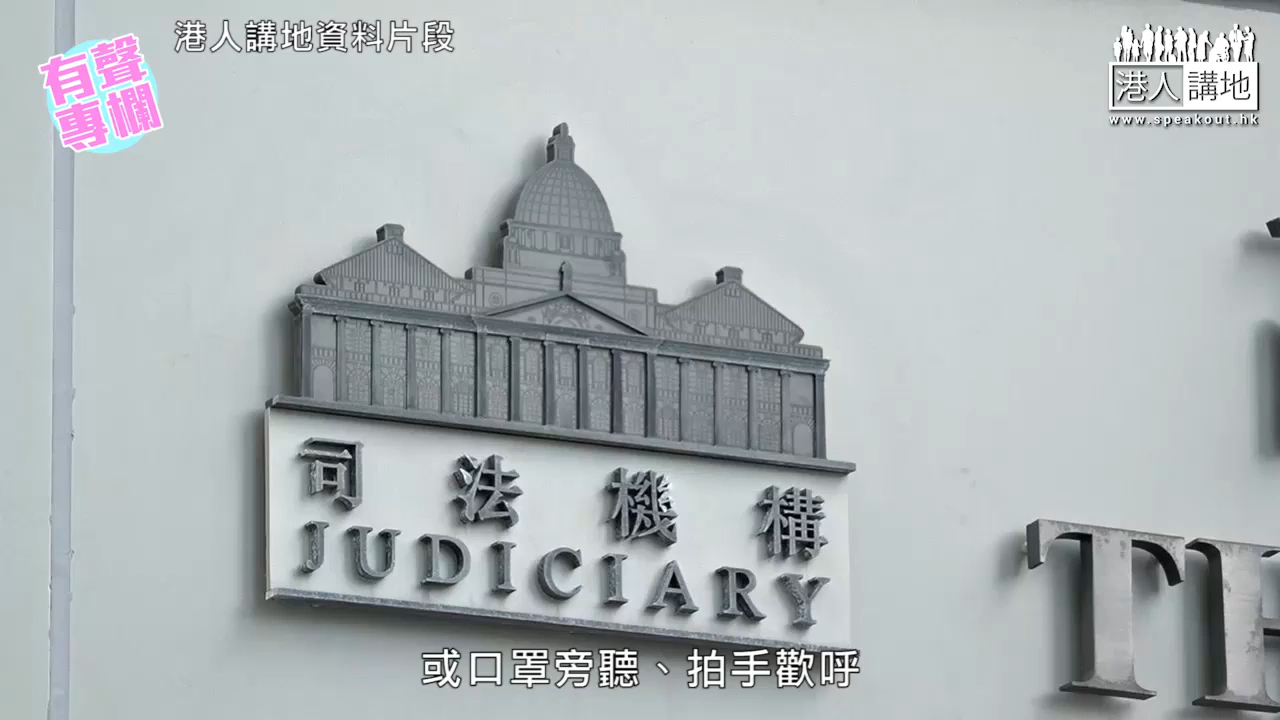 港人講地資料片段
有聲
專欄
港人講地
www.speakout.hk
司法機構
JUDICIARY
TH
或口罩旁聽、拍手歡呼